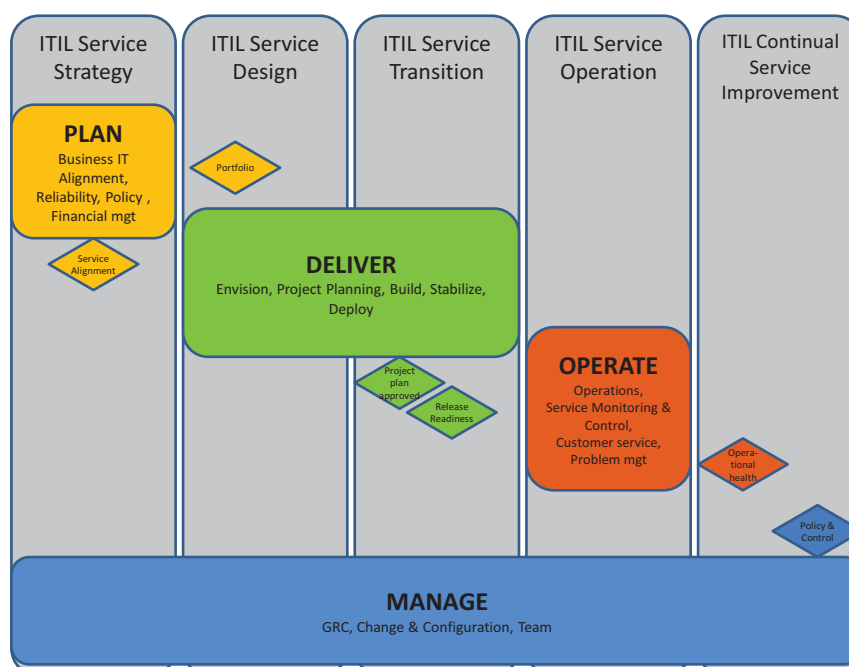 ITIL Service
Strategy
ITIL Service
Design
ITIL Service
Transition
ITIL Service
Operation
ITIL Continual
Service
Improvement
PLAN
Business IT
Alignment,
Reliability, Policy ,
Financial mgt
Portfolio
Service
Alignment
DELIVER
Envision, Project Planning, Build, Stabilize,
Deploy
Project
plan
approved
Release
Readiness
OPERATE
Operations,
Service Monitoring &
Control,
Customer service,
Problem mgt
Opera-
tional
health
Policy &
Control
MANAGE
GRC, Change & Configuration, Team